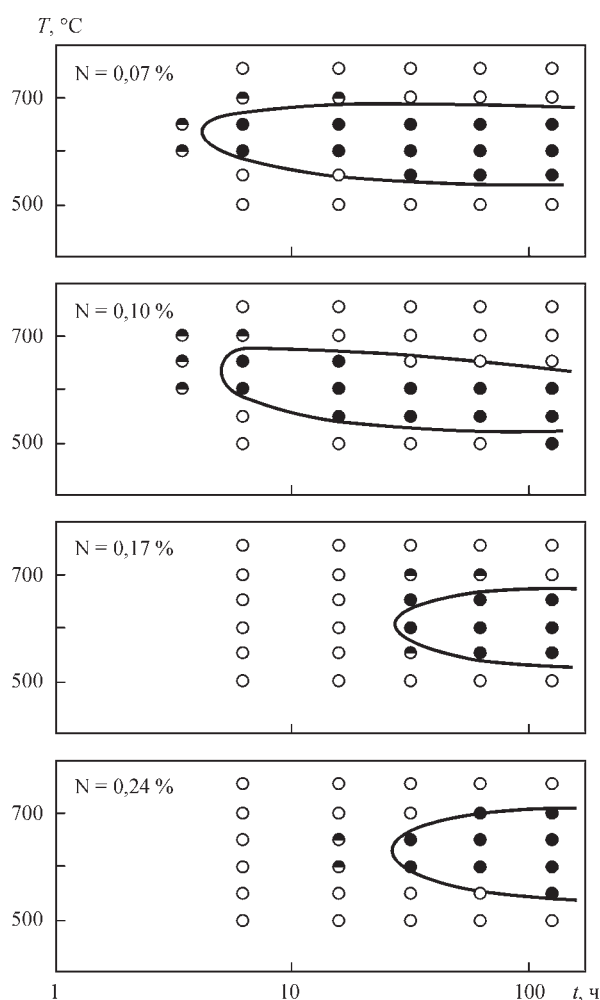 T, °C
N = 0,07 %
700
500
N = 0,10 %
700
500
N = 0,17 %
700
500
N = 0,24 %
700
500
1 10 100 t, ч